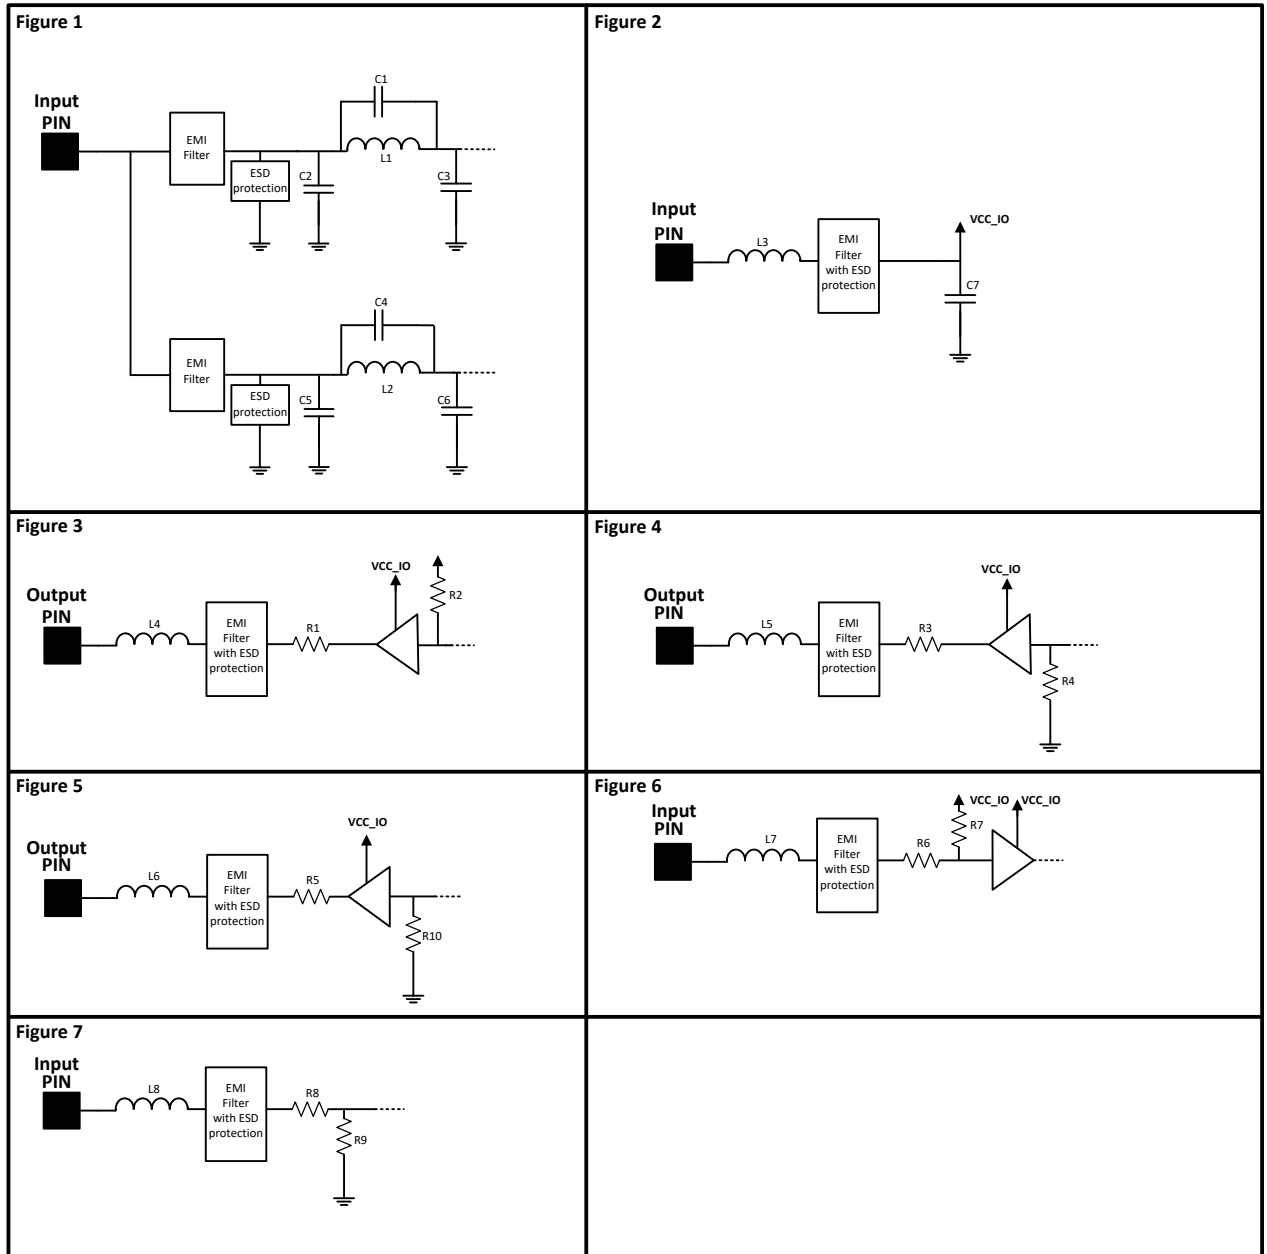 Figure 1
C1
Input
PIN
EMI
Filter
L1
ESD
protection
C2
C3
C4
EMI
Filter
L2
ESD
protection
C5
C6
Figure 2
Input
PIN
L3
EMI
Filter
with ESD
protection
VCC_IO
C7
Figure 3
Output
PIN
L4
EMI
Filter
with ESD
protection
R1
VCC_IO
R2
Figure 4
Output
PIN
L5
EMI
Filter
with ESD
protection
R3
VCC_IO
R4
Figure 5
Output
PIN
L6
EMI
Filter
with ESD
protection
R5
VCC_IO
R10
Figure 6
Input
PIN
L7
EMI
Filter
with ESD
protection
R6
VCC_IO
R7
VCC_IO
Figure 7
Input
PIN
L8
EMI
Filter
with ESD
protection
R8
R9